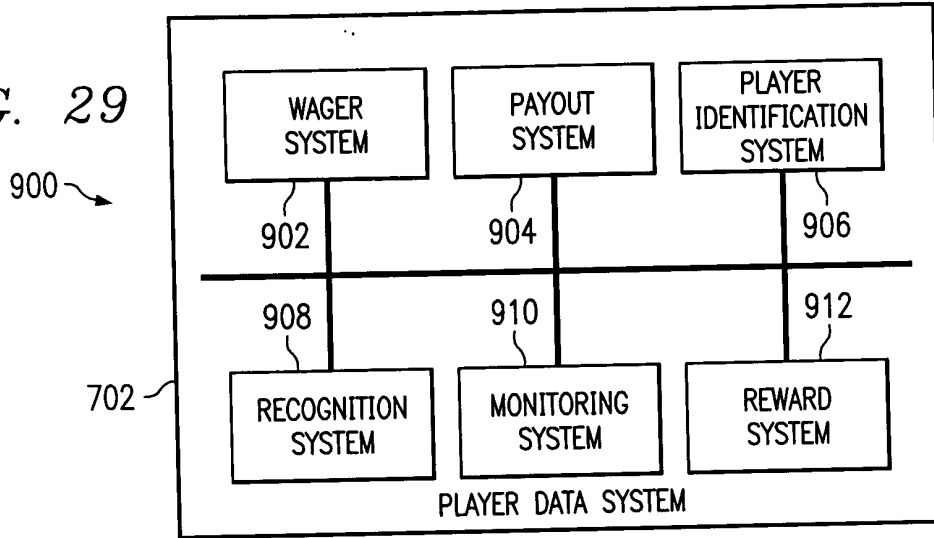 G. 29
900
WAGER
SYSTEM
902
PAYOUT
SYSTEM
904
PLAYER
IDENTIFICATION
SYSTEM
906
908
RECOGNITION
SYSTEM
910
MONITORING
SYSTEM
912
REWARD
SYSTEM
702
PLAYER DATA SYSTEM